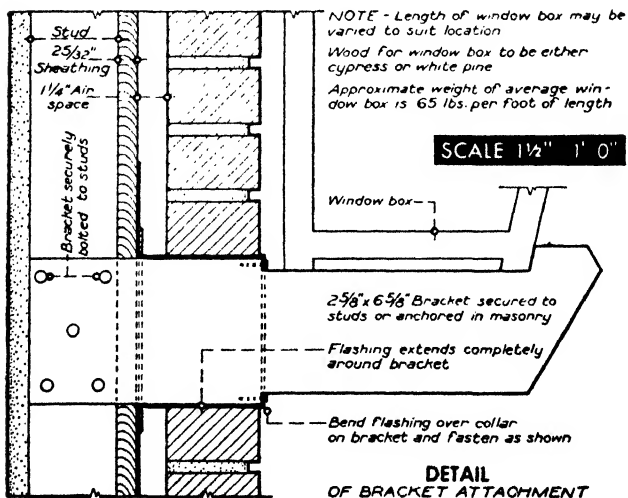 Stud
25/32"
Sheathing
1 1/4" Air
space
Bracket securely
bolted to studs
NOTE - Length of window box may be
varied to suit location
Wood for window box to be either
cypress or white pine
Approximate weight of average win-
dow box is 65 lbs. per foot of length
SCALE 1½" 1' 0"
Window box
2 5/8" x 6 5/8" Bracket secured to
studs or anchored in masonry
Flashing extends completely
around bracket
Bend flashing over collar
on bracket and fasten as shown
DETAIL
OF BRACKET ATTACHMENT